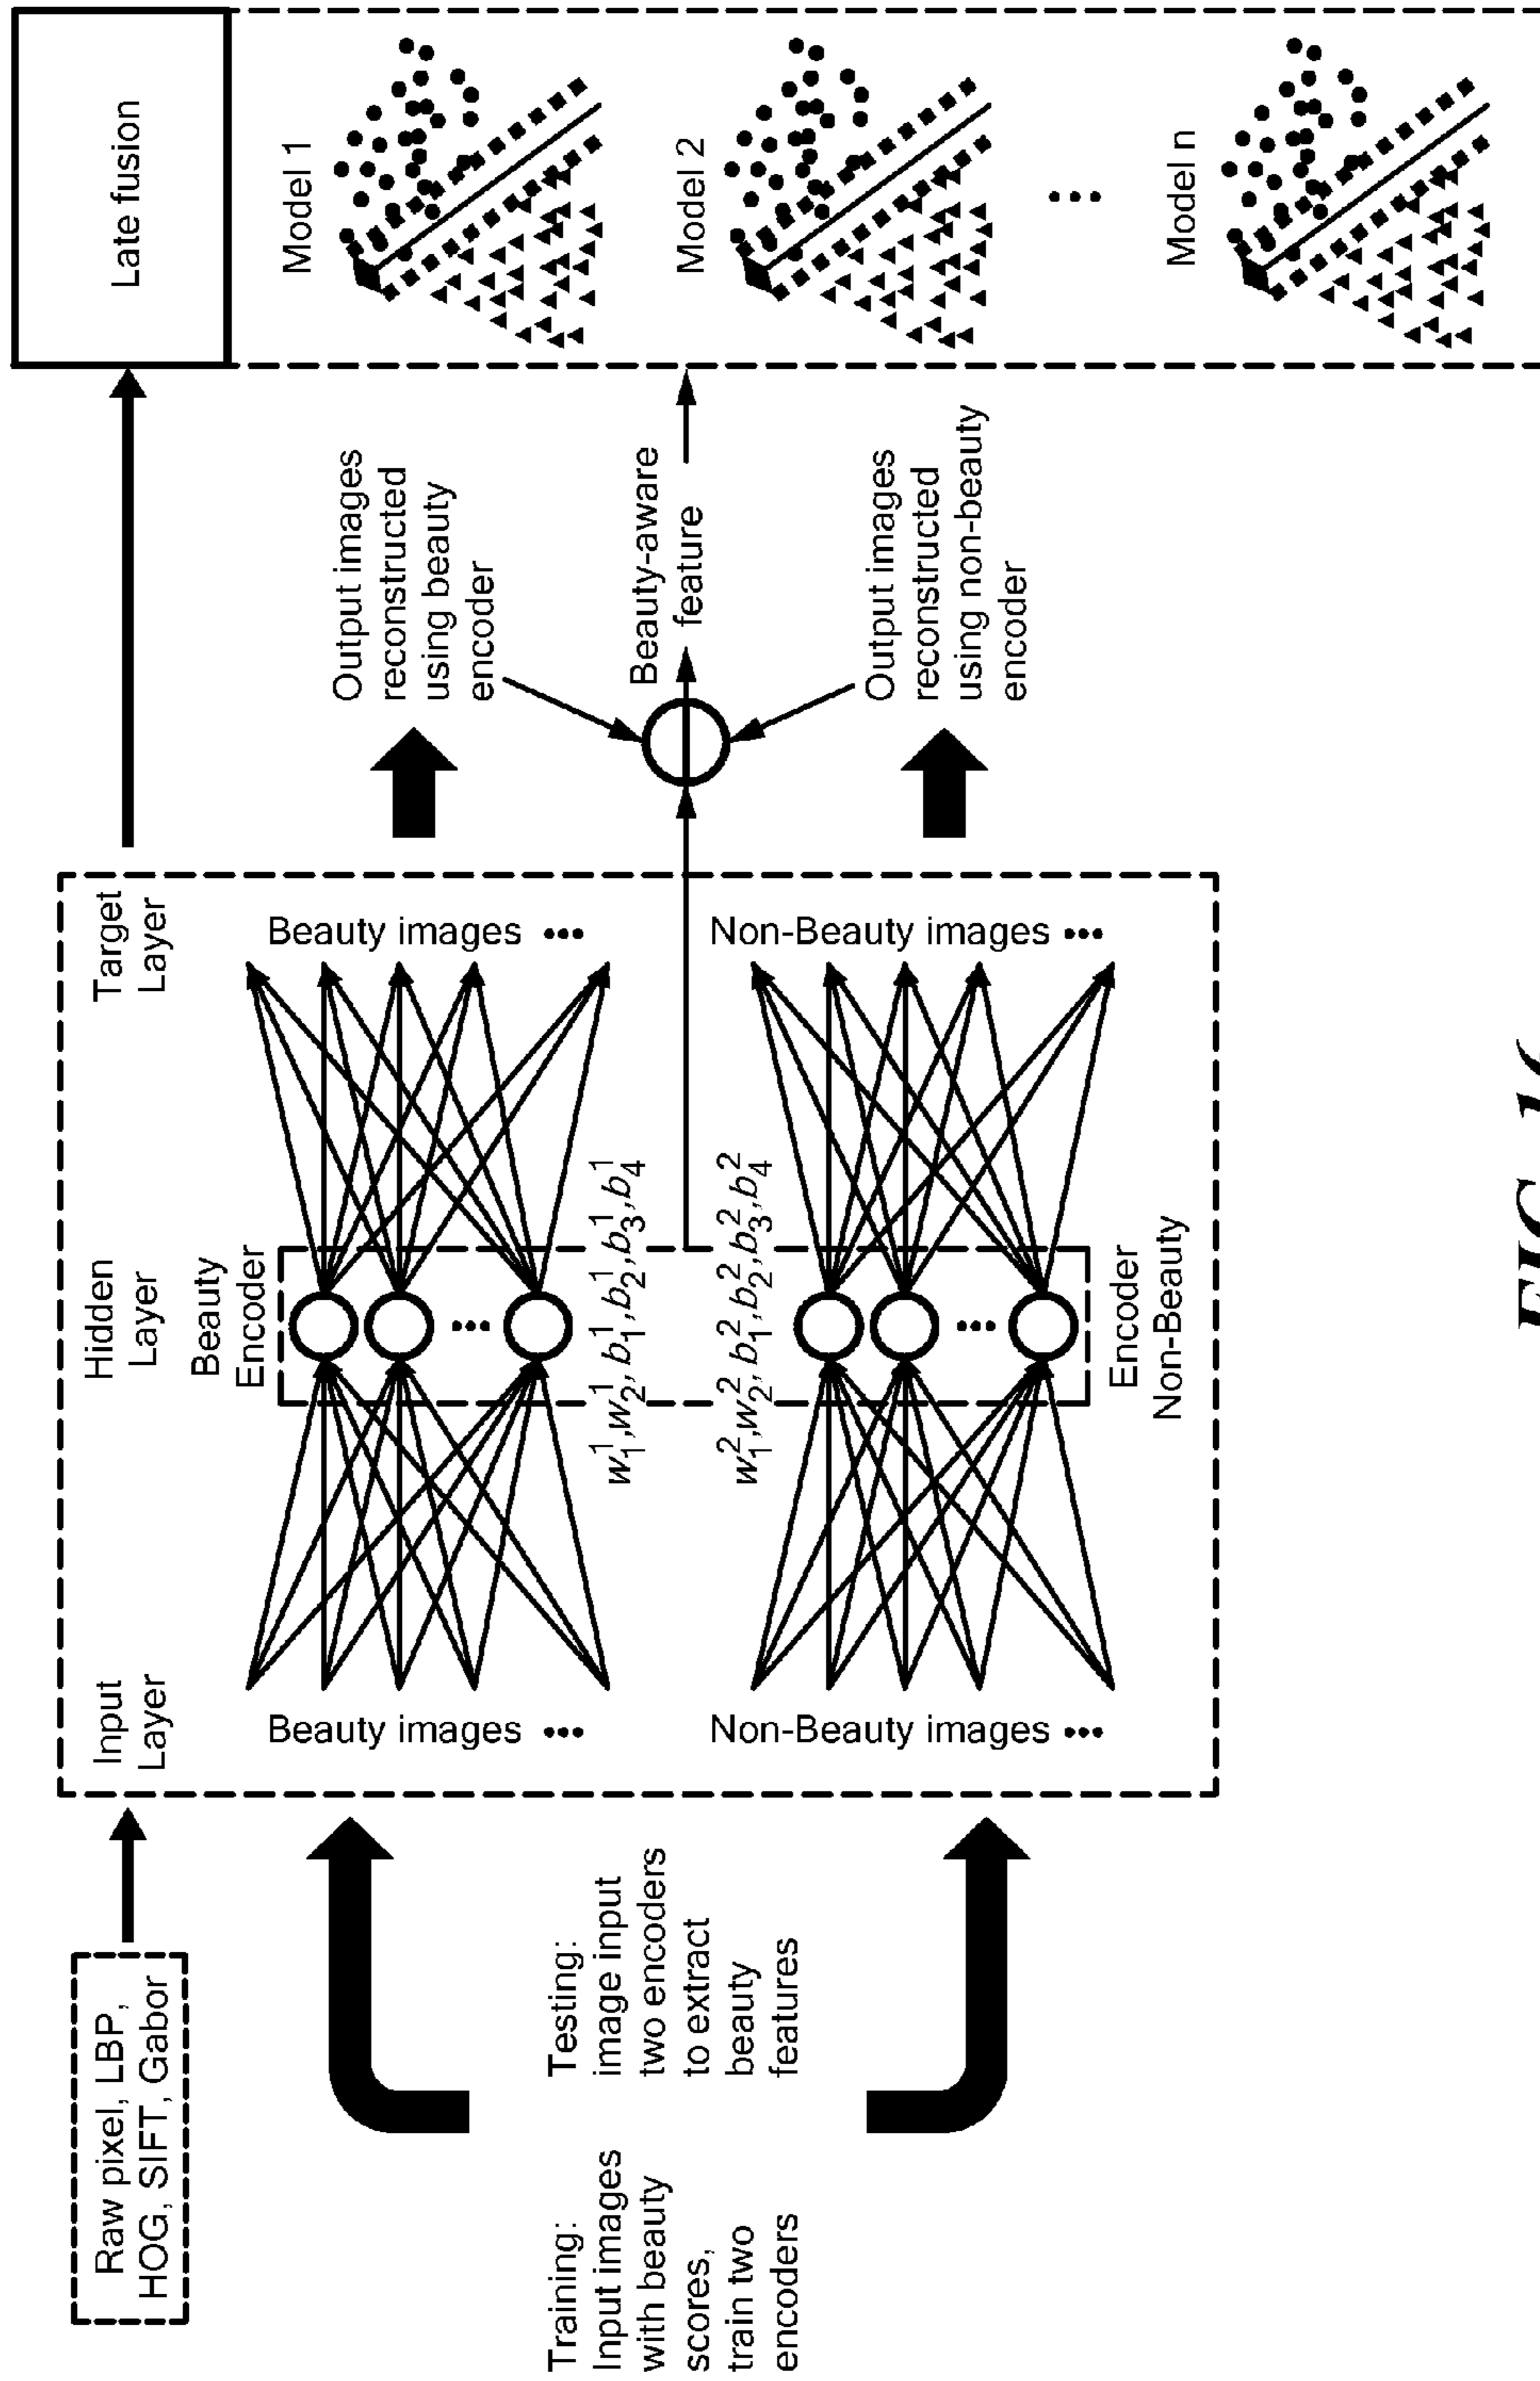 Raw pixel, LBP,
HOG, SIFT, Gabor
Training:
Input images
with beauty
scores,
train two
encoders
Testing:
image input
two encoders
to extract
beauty
features
Input
Layer
Hidden
Layer
Target
Layer
Beauty images •••
Beauty
Encoder
•••
Beauty images •••
w₁¹,w₂¹,b₁¹,b₂¹,b₃¹,b₄¹
w₁²,w₂²,b₁²,b₂²,b₃²,b₄²
Non-Beauty images •••
•••
Encoder
Non-Beauty
Non-Beauty images •••
Output images
reconstructed
using beauty
encoder
Beauty-aware
feature
Output images
reconstructed
using non-beauty
encoder
Late fusion
Model 1
Model 2
•••
Model n